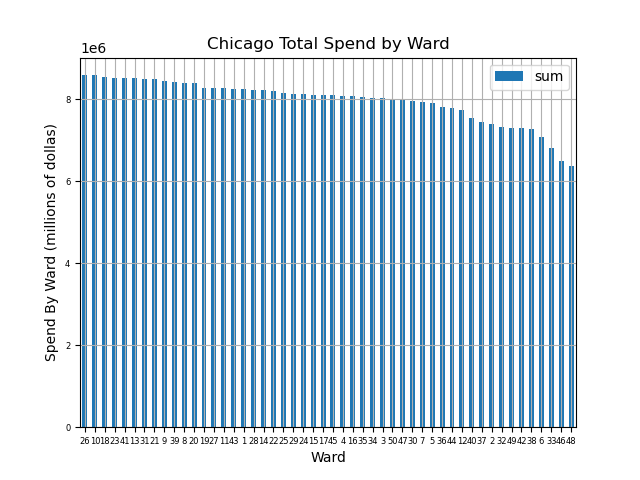 Chicago Total Spend by Ward
1e6
sum
8
6
4
2
0
Spend By Ward (millions of dollas)
26 10 18 23 41 13 31 21 9 39 8 20 19 27 11 43 1 28 14 22 25 29 24 15 17 45 4 16 35 34 3 50 47 30 7 5 36 44 12 40 37 2 32 49 42 38 6 33 46 48
Ward